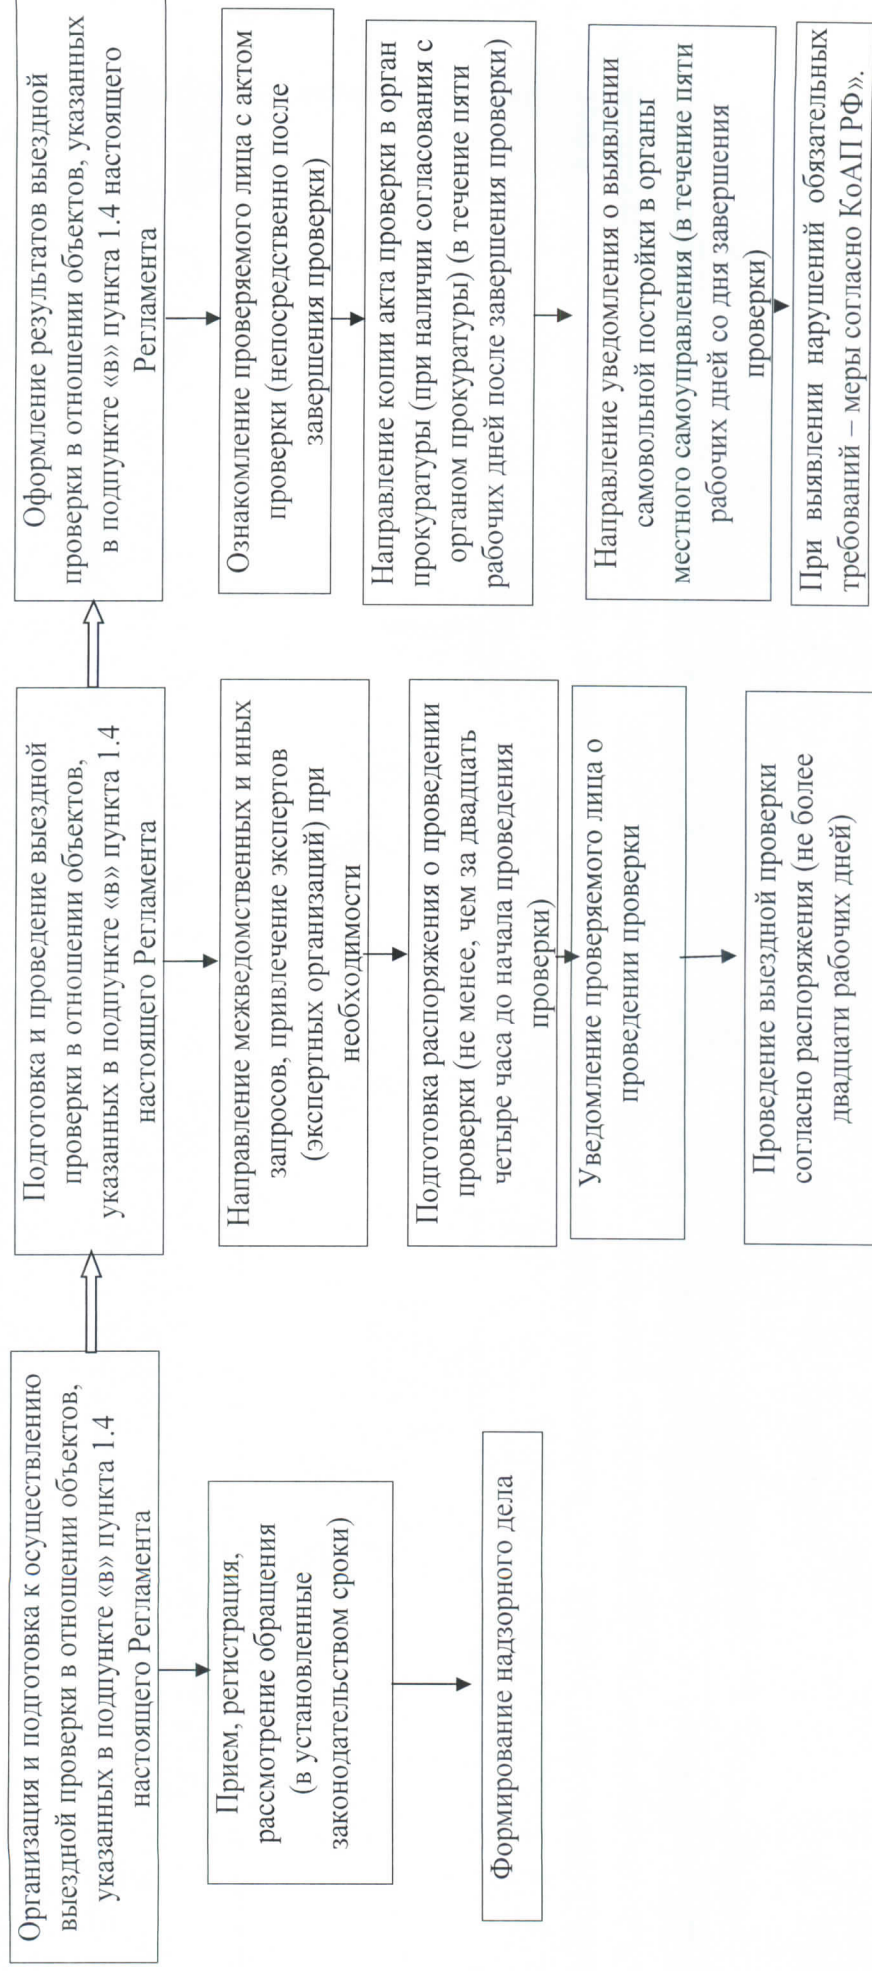 Организация и подготовка к осуществлению
выездной проверки в отношении объектов,
указанных в подпункте «в» пункта 1.4
настоящего Регламента
Прием, регистрация,
рассмотрение обращения
(в установленные
законодательством сроки)
Формирование надзорного дела
Подготовка и проведение выездной
проверки в отношении объектов,
указанных в подпункте «в» пункта 1.4
настоящего Регламента
Направление межведомственных и иных
запросов, привлечение экспертов
(экспертных организаций) при
необходимости
Подготовка распоряжения о проведении
проверки (не менее, чем за двадцать
четыре часа до начала проведения
проверки)
Уведомление проверяемого лица о
проведении проверки
Проведение выездной проверки
согласно распоряжения (не более
двадцати рабочих дней)
Оформление результатов выездной
проверки в отношении объектов, указанных
в подпункте «в» пункта 1.4 настоящего
Регламента
Ознакомление проверяемого лица с актом
проверки (непосредственно после
завершения проверки)
Направление копии акта проверки в орган
прокуратуры (при наличии согласования с
органом прокуратуры) (в течение пяти
рабочих дней после завершения проверки)
Направление уведомления о выявлении
самовольной постройки в органы
местного самоуправления (в течение пяти
рабочих дней со дня завершения
проверки)
При выявлении нарушений обязательных
требований – меры согласно КоАП РФ».